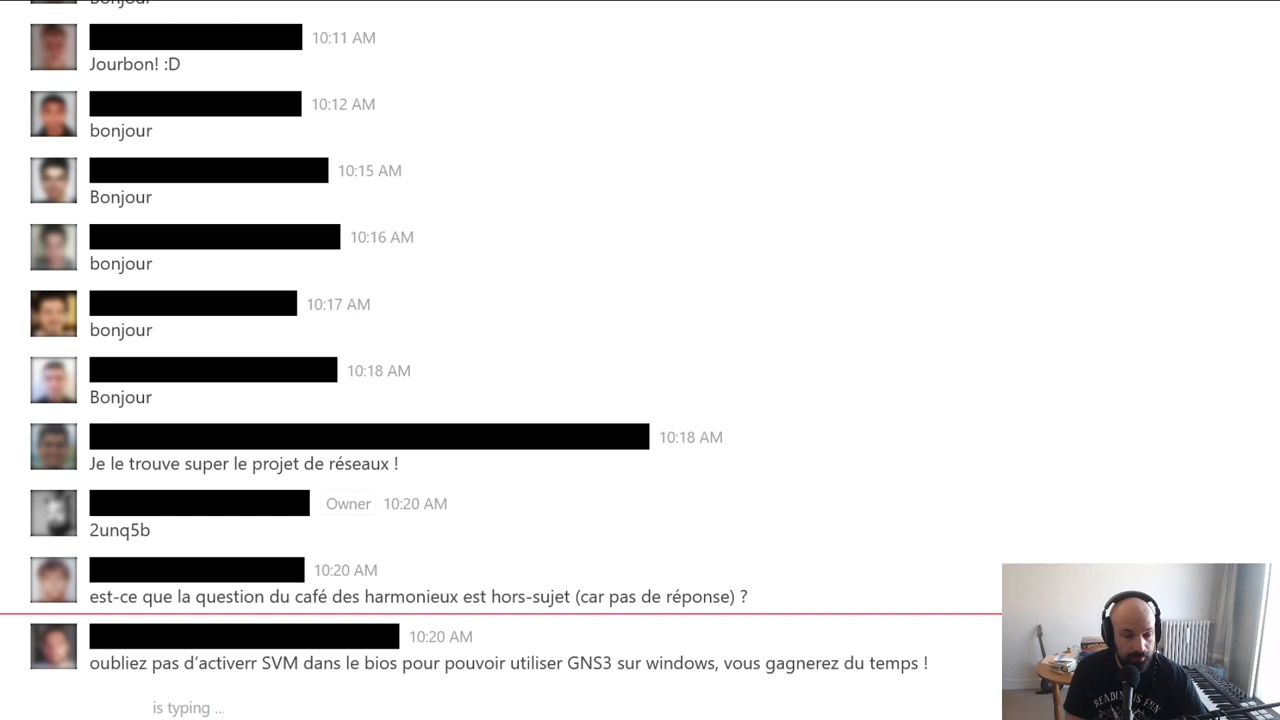 Bonjour
10:11 AM
Jourbon! :D
10:12 AM
bonjour
10:15 AM
Bonjour
10:16 AM
bonjour
10:17 AM
bonjour
10:18 AM
Bonjour
10:18 AM
Je le trouve super le projet de réseaux !
Owner 10:20 AM
2unq5b
10:20 AM
est-ce que la question du café des harmonieux est hors-sujet (car pas de réponse) ?
10:20 AM
oubliez pas d'activerr SVM dans le bios pour pouvoir utiliser GNS3 sur windows, vous gagnerez du temps !
is typing ...
READING IS FUN